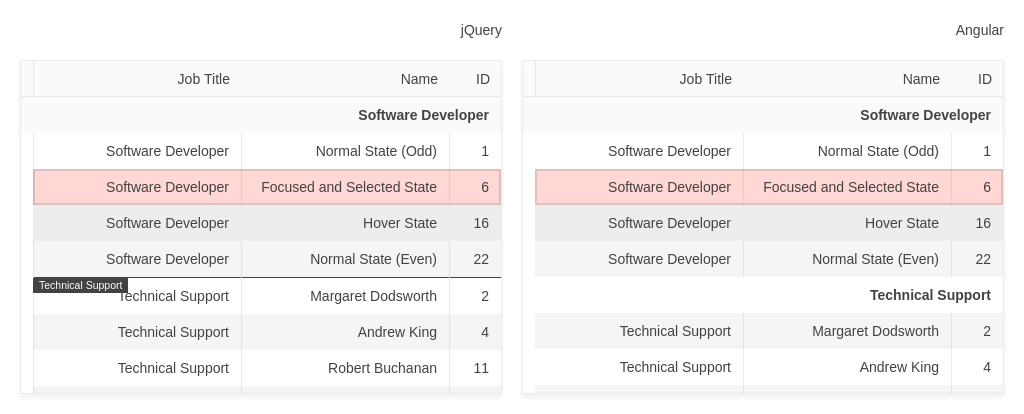 jQuery
Job Title Name ID
Software Developer
Software Developer Normal State (Odd) 1
Software Developer Focused and Selected State 6
Software Developer Hover State 16
Software Developer Normal State (Even) 22
Technical Support
Technical Support Margaret Dodsworth 2
Technical Support Andrew King 4
Technical Support Robert Buchanan 11
Angular
Job Title Name ID
Software Developer
Software Developer Normal State (Odd) 1
Software Developer Focused and Selected State 6
Software Developer Hover State 16
Software Developer Normal State (Even) 22
Technical Support
Technical Support Margaret Dodsworth 2
Technical Support Andrew King 4